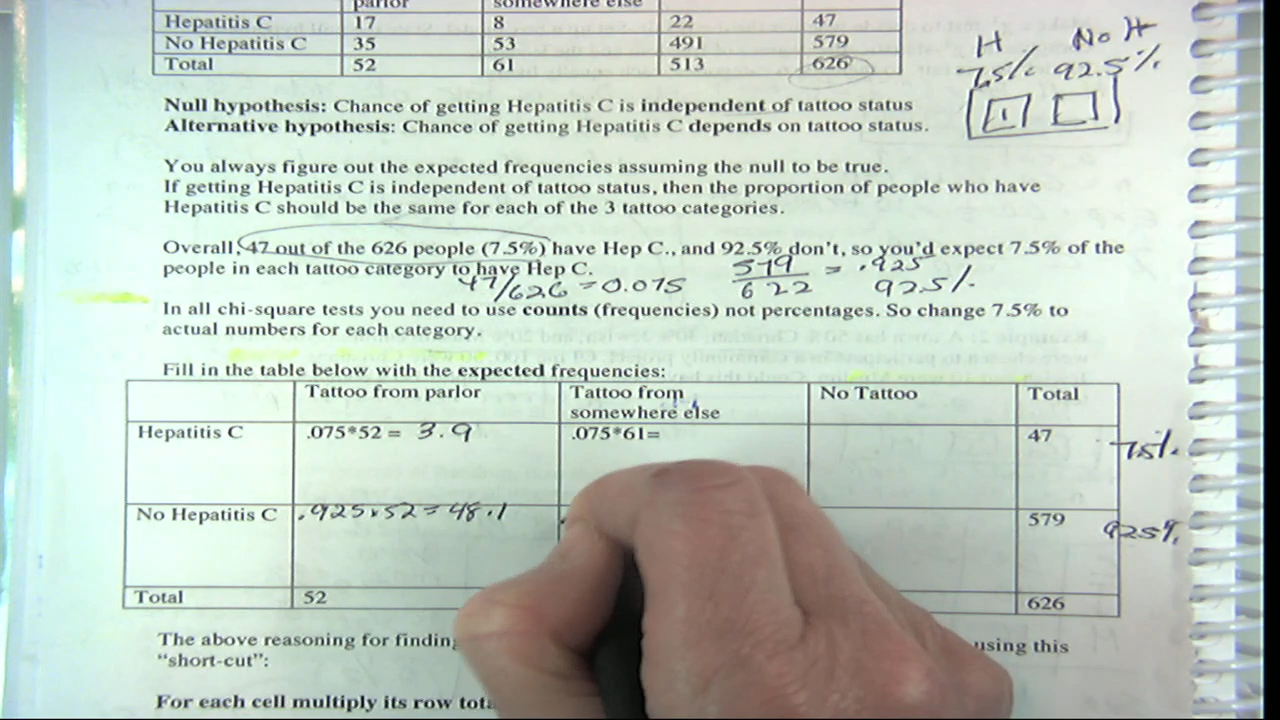 parlor somewhere else
Hepatitis C 17 8 22 47
No Hepatitis C 35 53 491 579
Total 52 61 513 626
H No H
7.5% 92.5%
1
Null hypothesis: Chance of getting Hepatitis C is independent of tattoo status
Alternative hypothesis: Chance of getting Hepatitis C depends on tattoo status.
You always figure out the expected frequencies assuming the null to be true.
If getting Hepatitis C is independent of tattoo status, then the proportion of people who have
Hepatitis C should be the same for each of the 3 tattoo categories.
Overall, 47 out of the 626 people (7.5%) have Hep C., and 92.5% don't, so you'd expect 7.5% of the
people in each tattoo category to have Hep C.
47/626 = 0.075
579/622 = .925
92.5%
In all chi-square tests you need to use counts (frequencies) not percentages. So change 7.5% to
actual numbers for each category.
Fill in the table below with the expected frequencies:
Tattoo from parlor Tattoo from somewhere else No Tattoo Total
Hepatitis C .075*52 = 3.9 .075*61= 47 7.5%
No Hepatitis C .925x52 = 48.1 579 925%
Total 52 626
The above reasoning for finding using this
"short-cut":
For each cell multiply its row